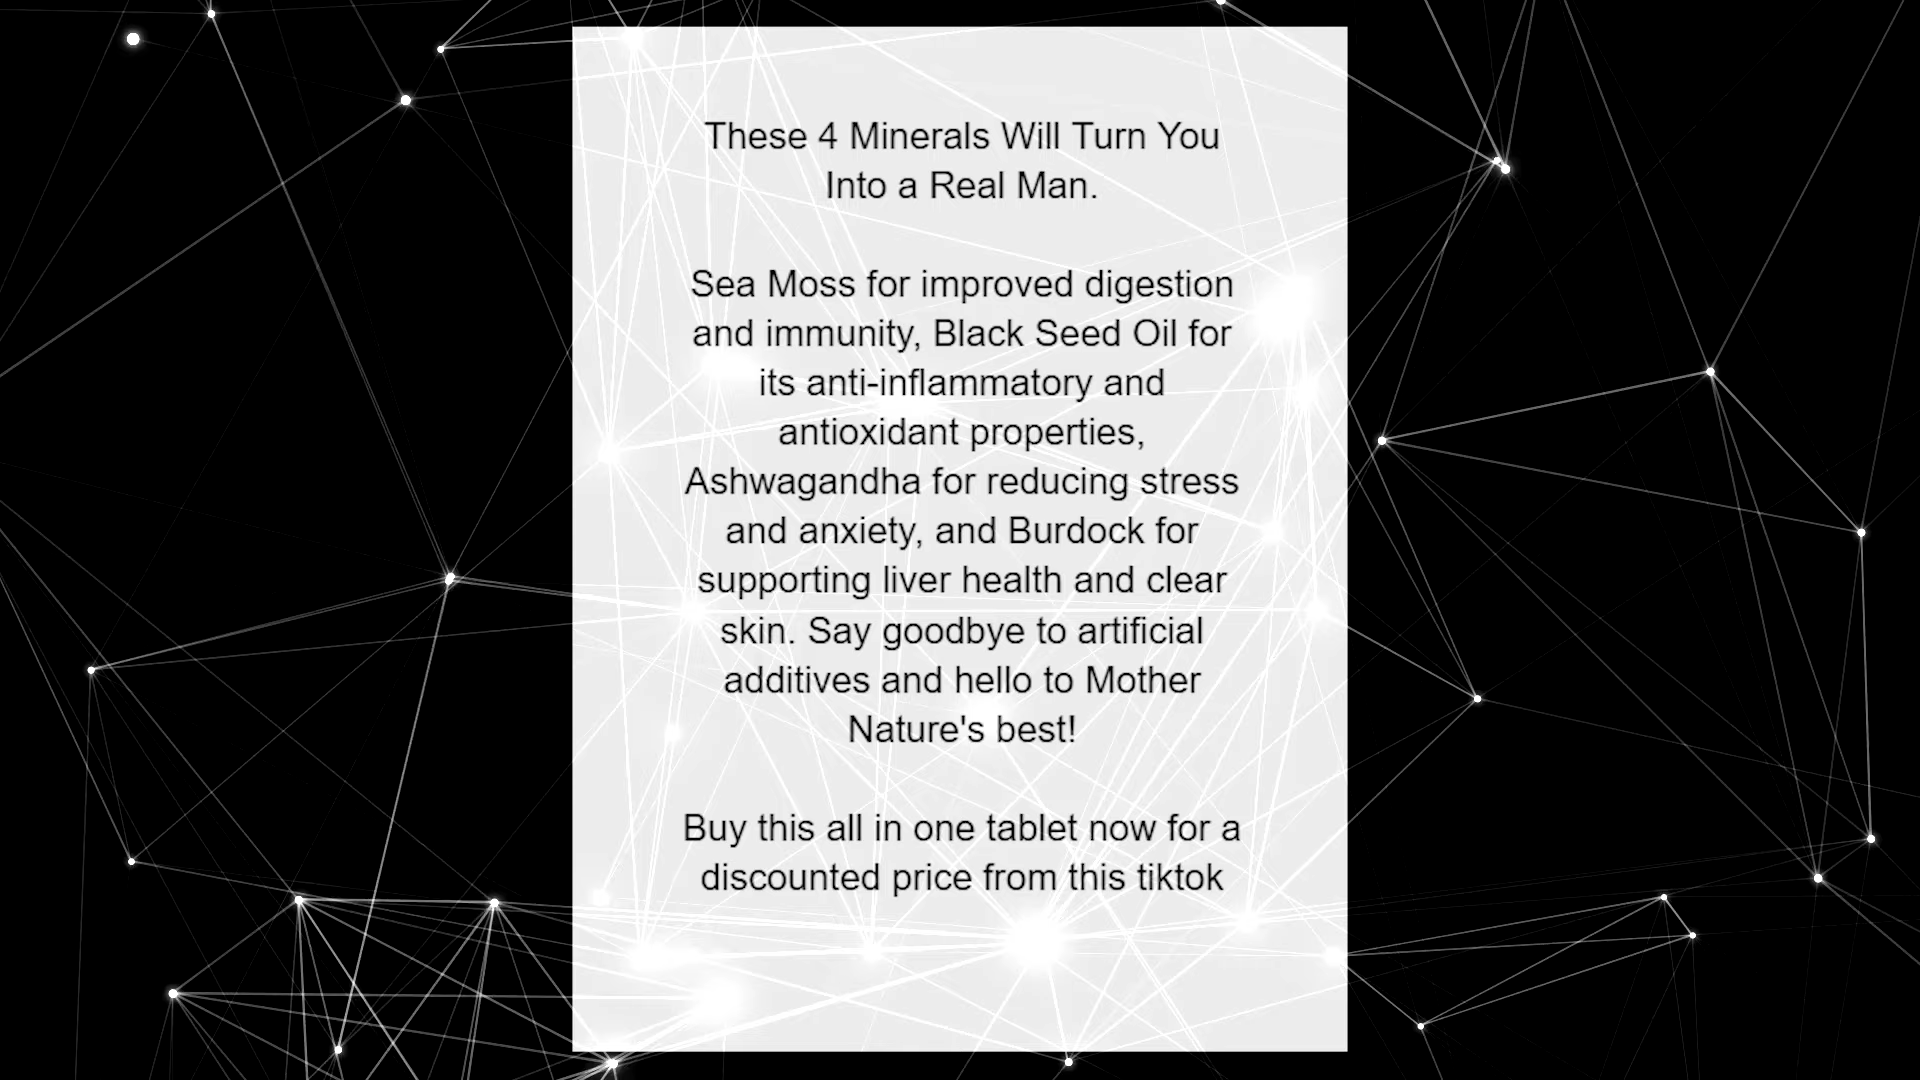 These 4 Minerals Will Turn You
Into a Real Man.
Sea Moss for improved digestion
and immunity, Black Seed Oil for
its anti-inflammatory and
antioxidant properties,
Ashwagandha for reducing stress
and anxiety, and Burdock for
supporting liver health and clear
skin. Say goodbye to artificial
additives and hello to Mother
Nature's best!
Buy this all in one tablet now for a
discounted price from this tiktok